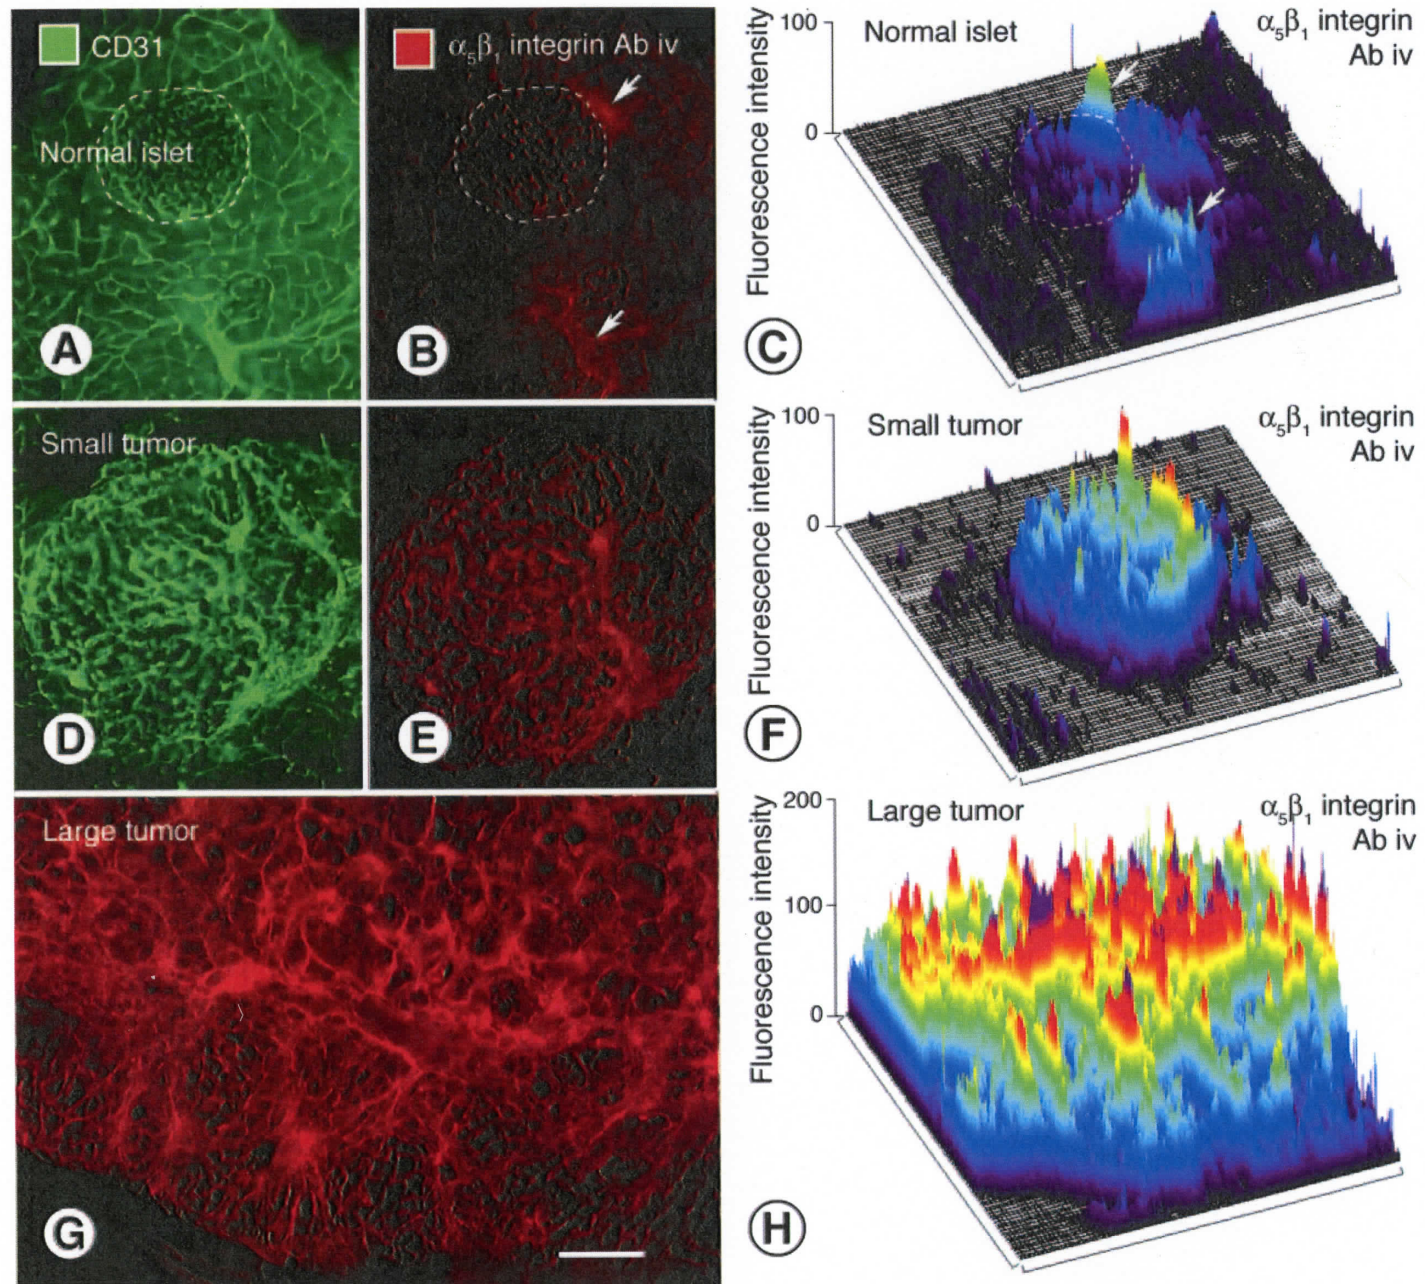 CD31
Normal islet
A
α₅β₁ integrin Ab iv
B
Fluorescence intensity
100
0
Normal islet
α₅β₁ integrin
Ab iv
C
Small tumor
D
E
Fluorescence intensity
100
0
Small tumor
α₅β₁ integrin
Ab iv
F
Large tumor
G
Fluorescence intensity
200
100
0
Large tumor
α₅β₁ integrin
Ab iv
H